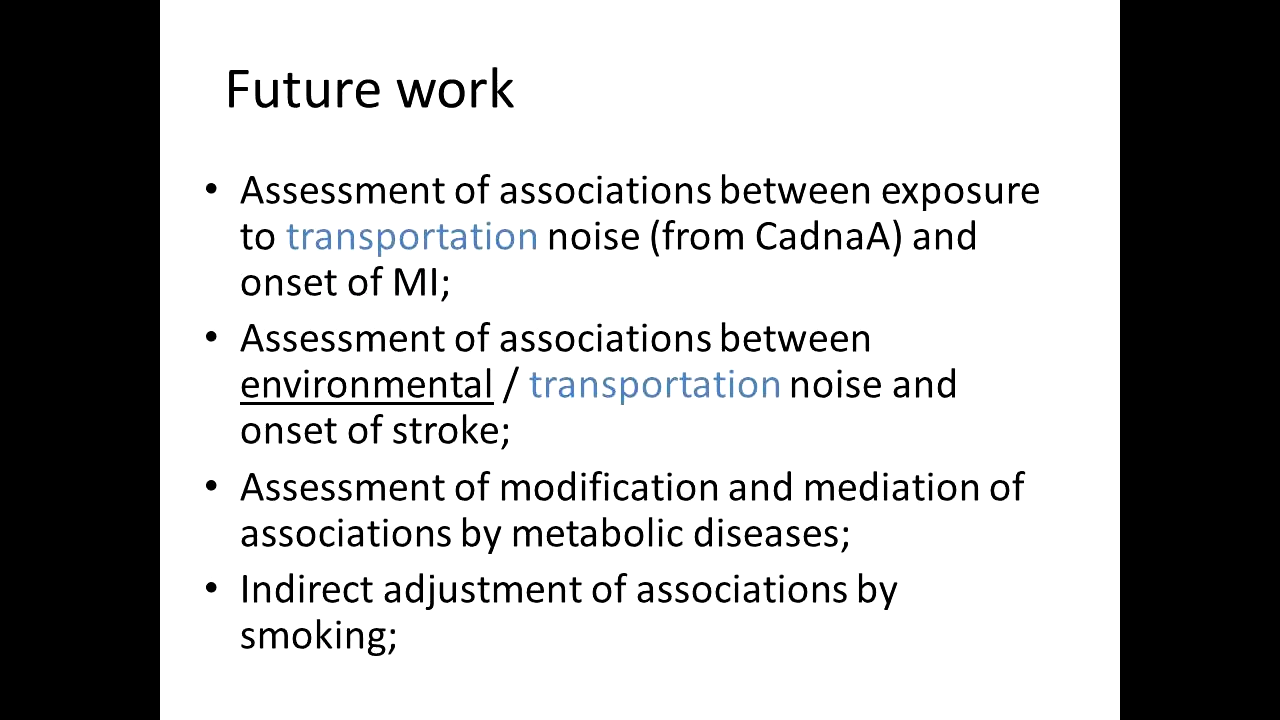 Future work
• Assessment of associations between exposure
to transportation noise (from CadnaA) and
onset of MI;
• Assessment of associations between
environmental / transportation noise and
onset of stroke;
• Assessment of modification and mediation of
associations by metabolic diseases;
• Indirect adjustment of associations by
smoking;